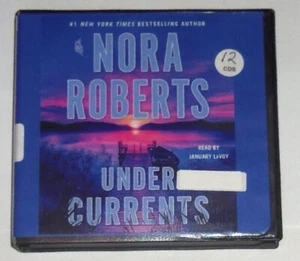 #1 NEW YORK TIMES BESTSELLING AUTHOR
NORA
ROBERTS
12
CDS
READ BY
JANUARY LaVOY
UNDER
CURRENTS